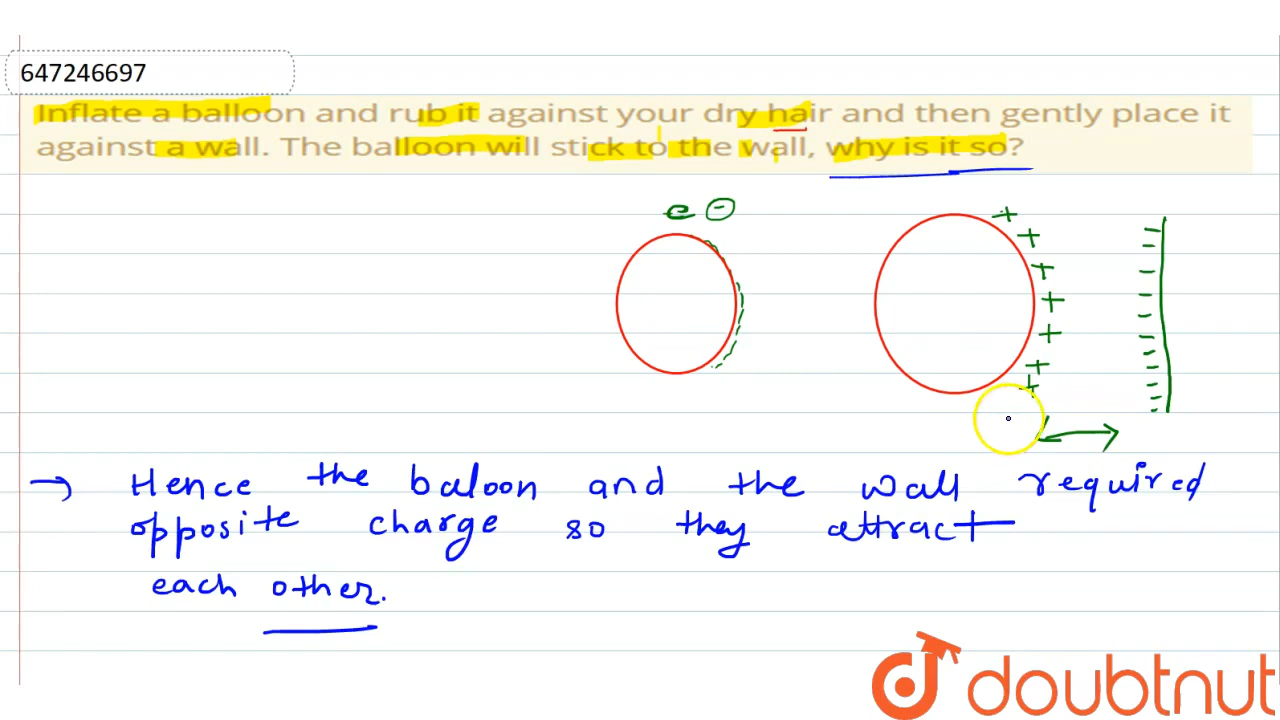 647246697
Inflate a balloon and rub it against your dry hair and then gently place it
against a wall. The balloon will stick to the wall, why is it so?
e ⊖
+
+
+
+
+
+
+
→ Hence the baloon and the wall required
opposite charge so they attract
each other.
doubtnut